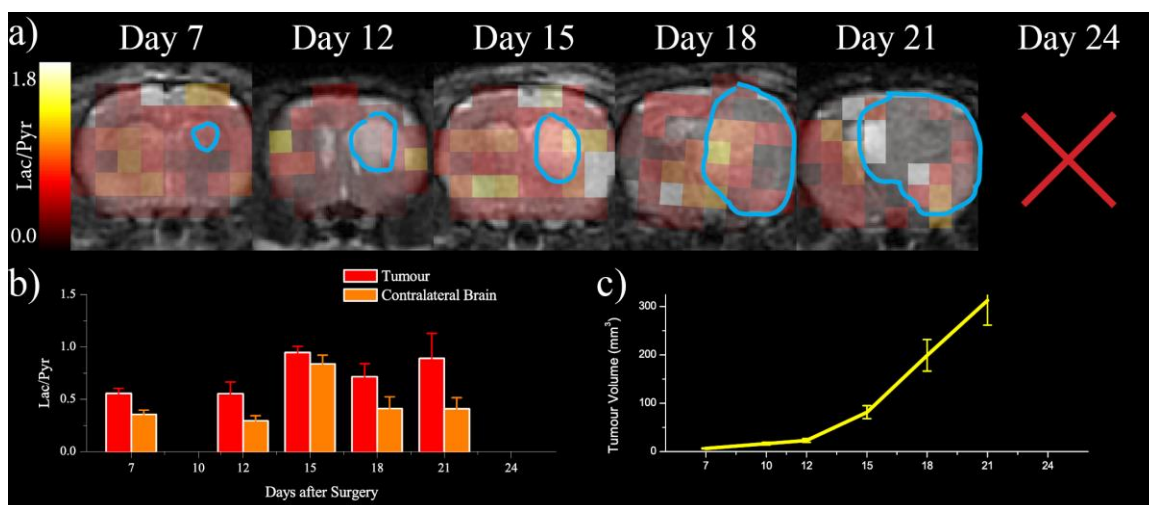 a) Day 7 Day 12 Day 15 Day 18 Day 21 Day 24
1.8
Lac/Pyr
0.0
b)
Tumour
Contralateral Brain
1.5
1.0
0.5
0.0
Lac/Pyr
7 10 12 15 18 21 24
Days after Surgery
c)
300
200
100
0
Tumour Volume (mm³)
7 10 12 15 18 21 24